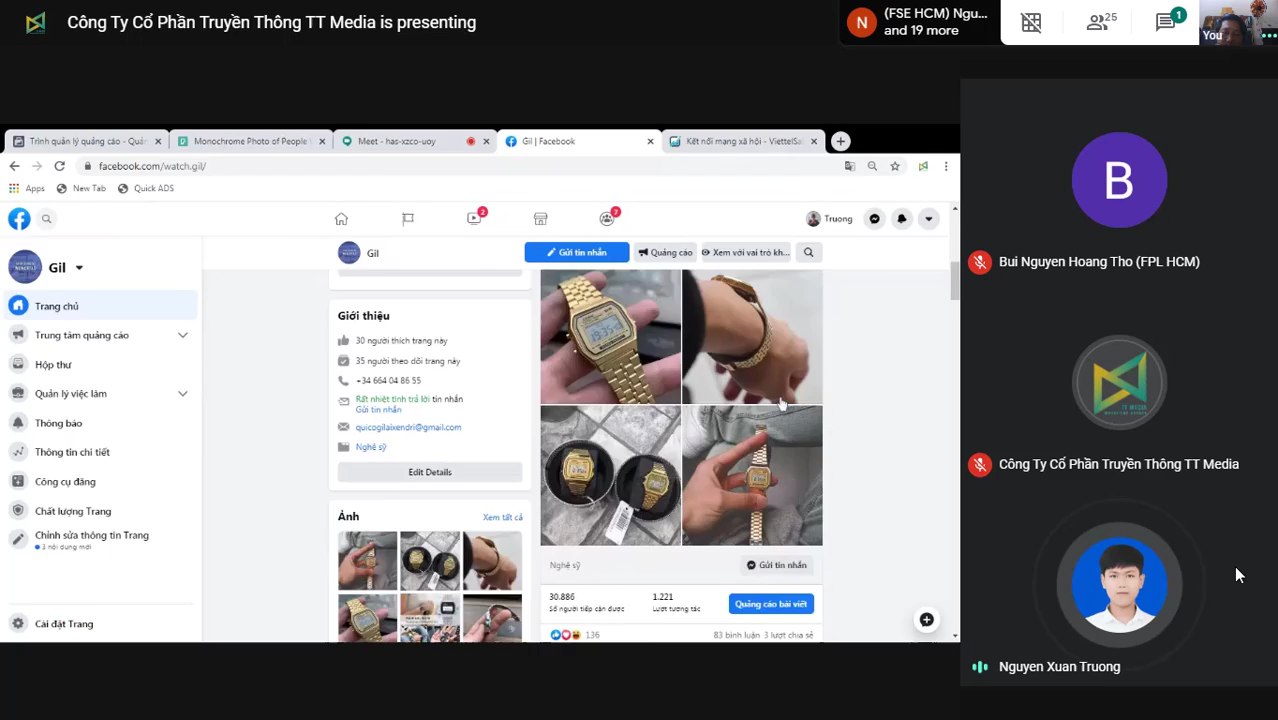 Công Ty Cổ Phần Truyền Thông TT Media is presenting
N
(FSE HCM) Ngu...
and 19 more
25
1
You
Trình quản lý quảng cáo - Quản
Monochrome Photo of People
Meet - has-xzco-uoy
Gil | Facebook
Kết nối mạng xã hội - ViettelSal
facebook.com/watch.gil/
Apps
New Tab
Quick ADS
2
7
Truong
Gil
Gil
Gửi tin nhắn
Quảng cáo
Xem với vai trò kh...
Trang chủ
Trung tâm quảng cáo
Hộp thư
Quản lý việc làm
Thông báo
Thông tin chi tiết
Công cụ đăng
Chất lượng Trang
Chỉnh sửa thông tin Trang
3 nội dung mới
Cài đặt Trang
Giới thiệu
30 người thích trang này
35 người theo dõi trang này
+34 664 04 86 55
Rất nhiệt tình trả lời tin nhắn
Gửi tin nhắn
quicogilaixendri@gmail.com
Nghệ sỹ
Edit Details
Ảnh
Xem tất cả
Nghệ sỹ
Gửi tin nhắn
30.886
Số người tiếp cận được
1.221
Lượt tương tác
Quảng cáo bài viết
136
83 bình luận 3 lượt chia sẻ
B
Bui Nguyen Hoang Tho (FPL HCM)
TT MEDIA
Công Ty Cổ Phần Truyền Thông TT Media
Nguyen Xuan Truong